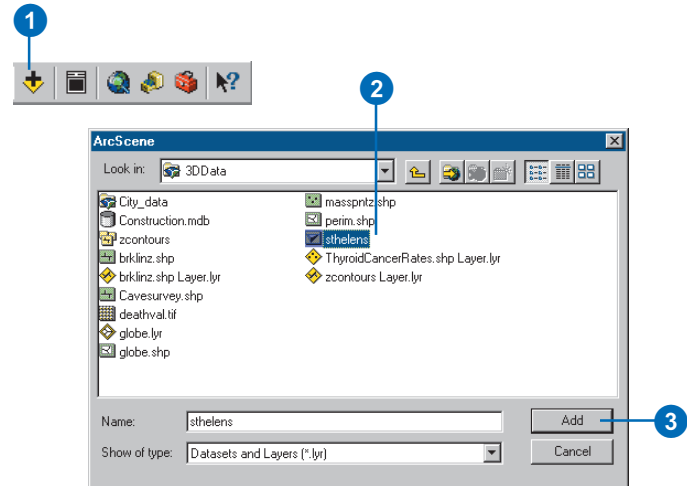 1
2
ArcScene
Look in: 3DData
City_data
Construction.mdb
zcontours
brklinz.shp
brklinz.shp Layer.lyr
Cavesurvey.shp
deathval.tif
globe.lyr
globe.shp
masspntz.shp
perim.shp
sthelens
ThyroidCancerRates.shp Layer.lyr
zcontours Layer.lyr
Name: sthelens
Add
3
Show of type: Datasets and Layers (*.lyr)
Cancel